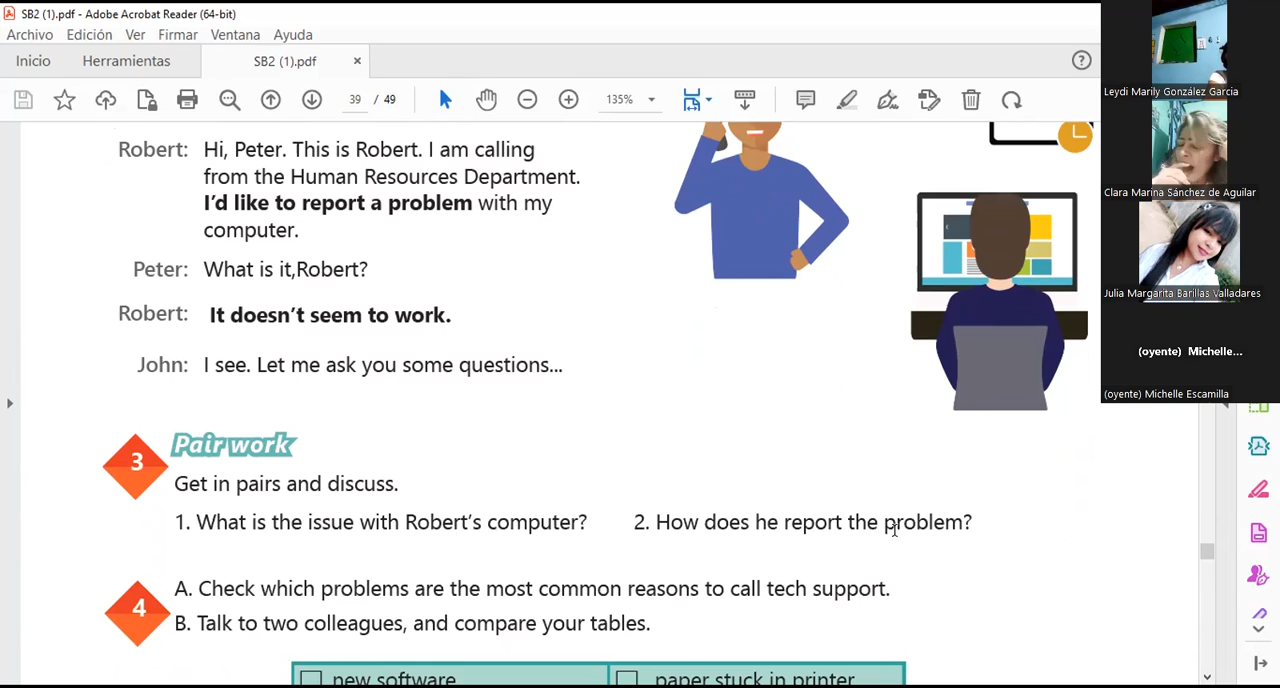 SB2 (1).pdf - Adobe Acrobat Reader (64-bit)
Archivo Edición Ver Firmar Ventana Ayuda
Inicio Herramientas SB2 (1).pdf
39 / 49 135%
Robert: Hi, Peter. This is Robert. I am calling
from the Human Resources Department.
I'd like to report a problem with my
computer.
Peter: What is it,Robert?
Robert: It doesn't seem to work.
John: I see. Let me ask you some questions...
3 Pair work
Get in pairs and discuss.
1. What is the issue with Robert's computer? 2. How does he report the problem?
4 A. Check which problems are the most common reasons to call tech support.
B. Talk to two colleagues, and compare your tables.
new software paper stuck in printer
Leydi Marily González Garcia
Clara Marina Sánchez de Aguilar
Julia Margarita Barillas Valladares
(oyente) Michelle...
(oyente) Michelle Escamilla